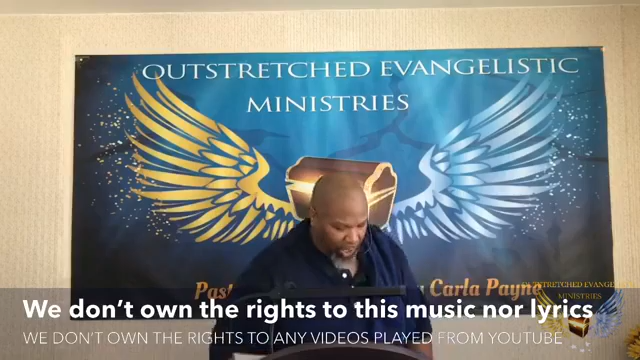 OUTSTRETCHED EVANGELISTIC
MINISTRIES
Carla Payne
OUTSTRETCHED EVANGE
MINISTRIES
We don’t own the rights to this music nor lyrics
WE DON’T OWN THE RIGHTS TO ANY VIDEOS PLAYED FROM YOUTUBE